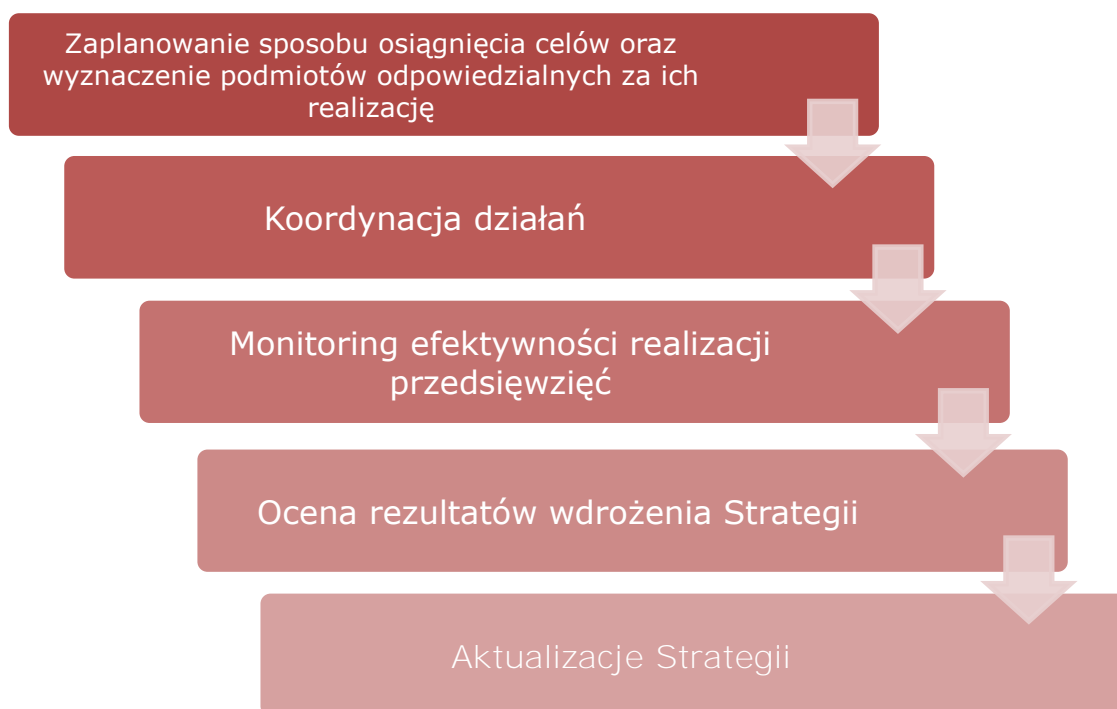 Zaplanowanie sposobu osiągnięcia celów oraz
wyznaczenie podmiotów odpowiedzialnych za ich
realizację
Koordynacja działań
Monitoring efektywności realizacji
przedsięwzięć
Ocena rezultatów wdrożenia Strategii
Aktualizacje Strategii